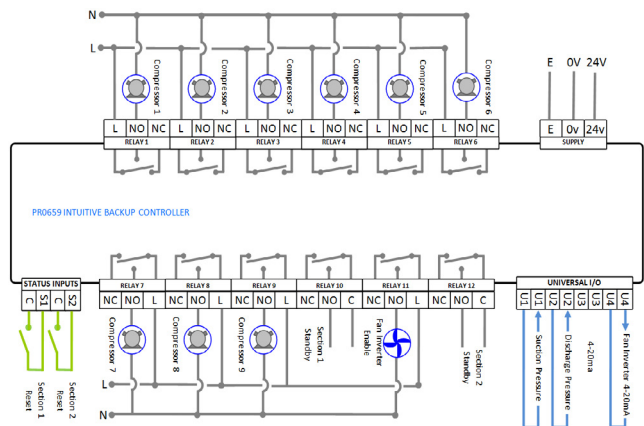 N
L
Compressor 1
Compressor 2
Compressor 3
Compressor 4
Compressor 5
Compressor 6
E 0V 24V
L NO NC L NO NC L NO NC L NO NC L NO NC L NO NC
RELAY 1 RELAY 2 RELAY 3 RELAY 4 RELAY 5 RELAY 6
E 0v 24v
SUPPLY
PR0659 INTUITIVE BACKUP CONTROLLER
STATUS INPUTS
C S1 C S2
RELAY 7 RELAY 8 RELAY 9 RELAY 10 RELAY 11 RELAY 12
NC NO L NC NO L NC NO L NC NO C NC NO L NC NO C
UNIVERSAL I/O
U1 U1 U2 U2 U3 U3 U4 U4
Section 1
Reset
Section 2
Reset
Compressor 7
Compressor 8
Compressor 9
Section 1
Standby
Fan Inverter
Enable
Section 2
Standby
Suction Pressure
Discharge Pressure
4-20ma
Fan Inverter 4-20mA
L
N